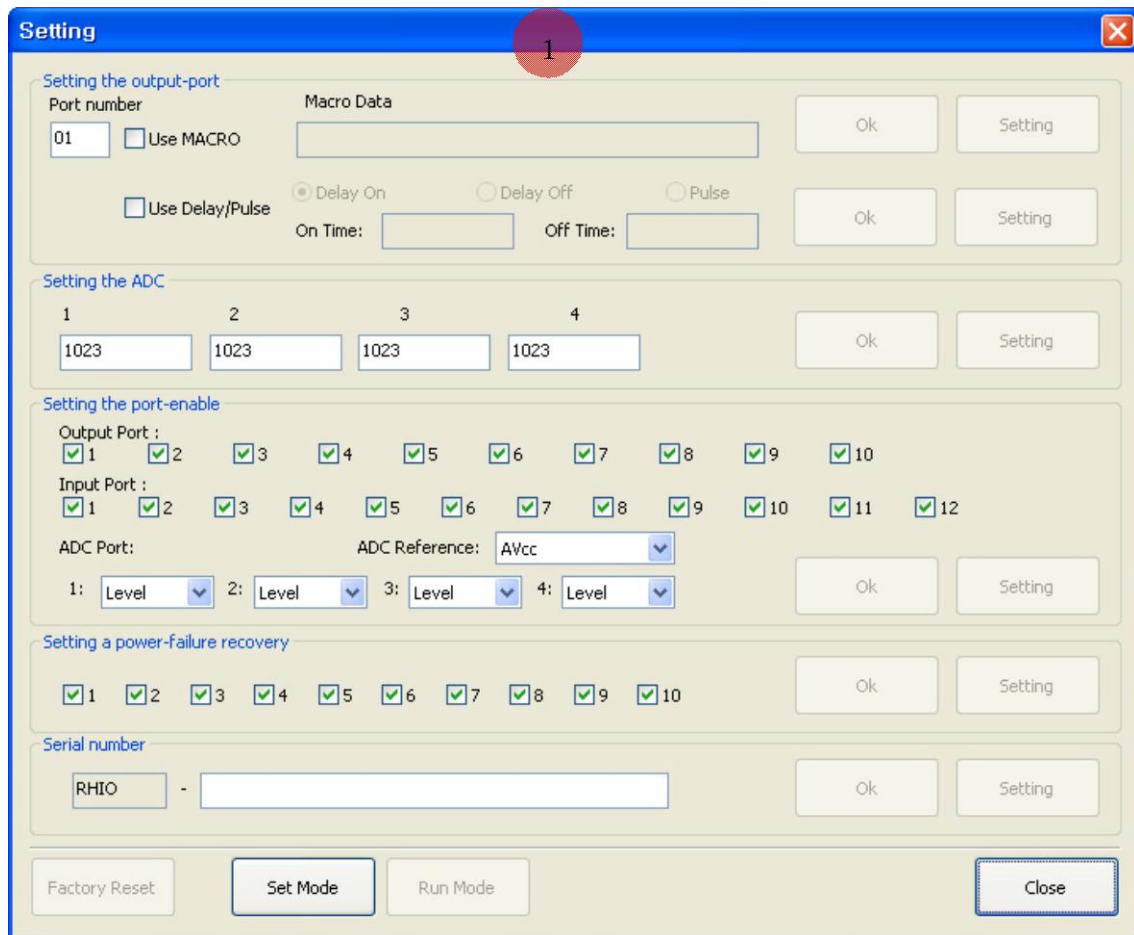 Setting
1
Setting the output-port
Port number
Macro Data
01
Use MACRO
Ok
Setting
Use Delay/Pulse
Delay On
Delay Off
Pulse
On Time:
Off Time:
Ok
Setting
Setting the ADC
1 2 3 4
1023 1023 1023 1023
Ok
Setting
Setting the port-enable
Output Port :
1 2 3 4 5 6 7 8 9 10
Input Port :
1 2 3 4 5 6 7 8 9 10 11 12
ADC Port:
ADC Reference: AVcc
1: Level 2: Level 3: Level 4: Level
Ok
Setting
Setting a power-failure recovery
1 2 3 4 5 6 7 8 9 10
Ok
Setting
Serial number
RHIO -
Ok
Setting
Factory Reset
Set Mode
Run Mode
Close